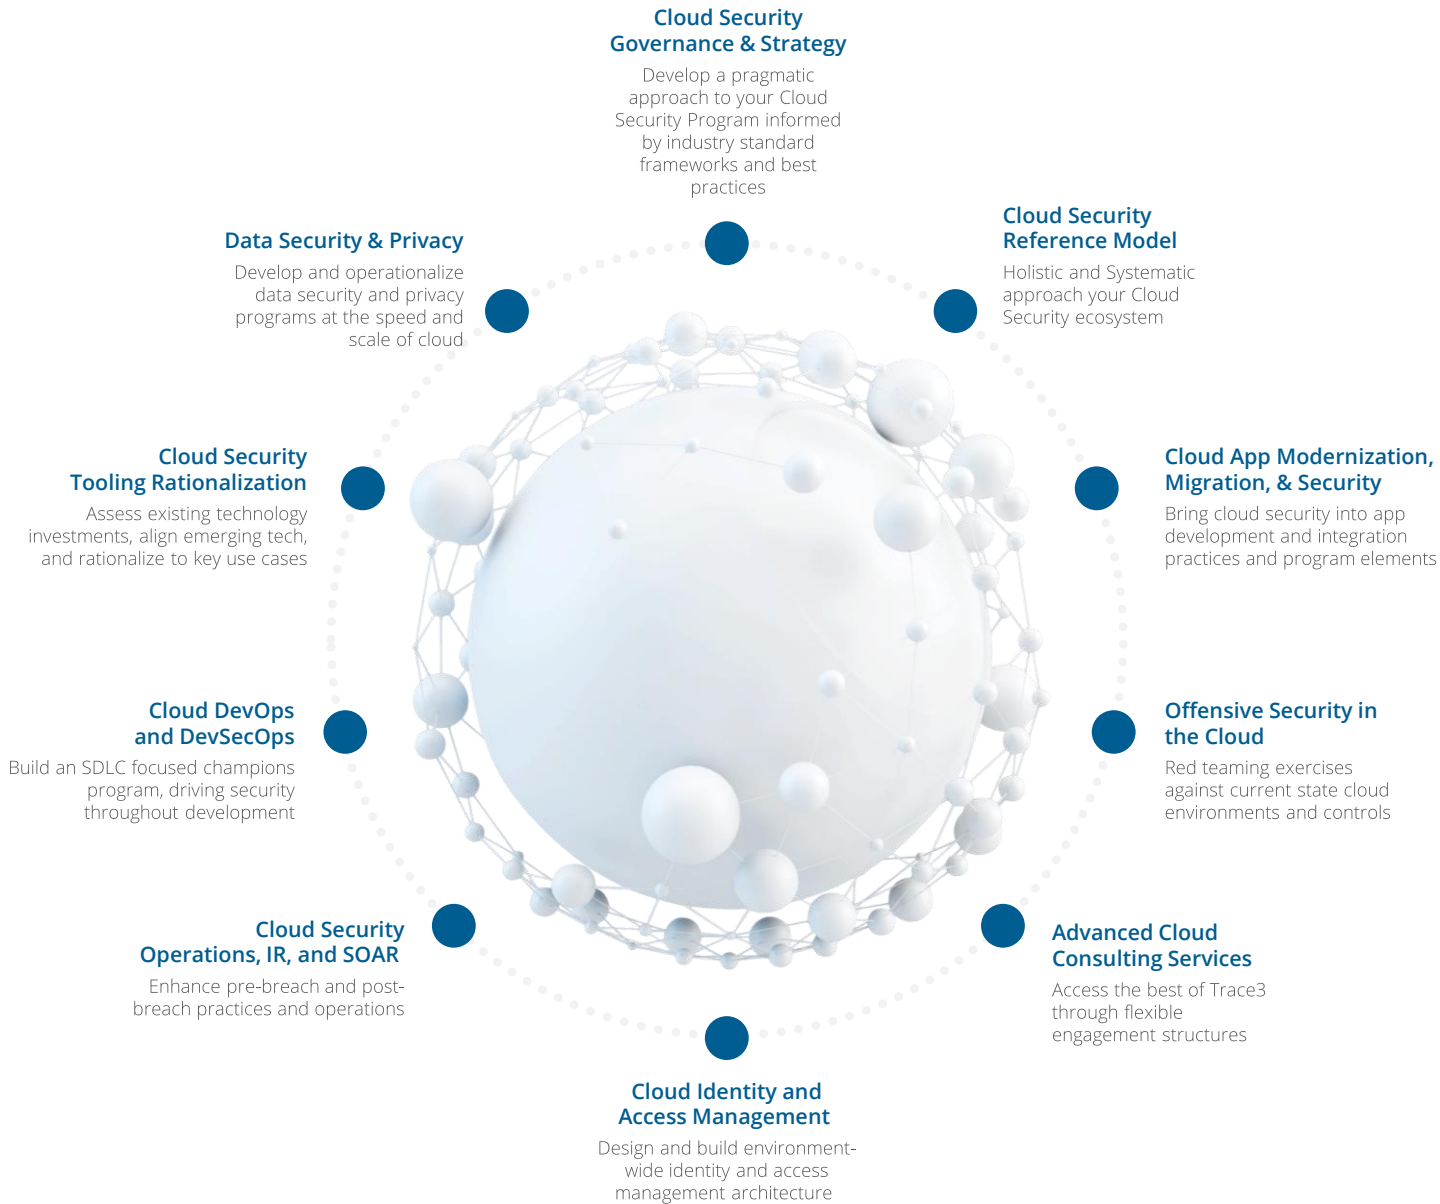 Cloud Security
Governance & Strategy
Develop a pragmatic
approach to your Cloud
Security Program informed
by industry standard
frameworks and best
practices
Cloud Security
Reference Model
Holistic and Systematic
approach your Cloud
Security ecosystem
Cloud App Modernization,
Migration, & Security
Bring cloud security into app
development and integration
practices and program elements
Offensive Security in
the Cloud
Red teaming exercises
against current state cloud
environments and controls
Advanced Cloud
Consulting Services
Access the best of Trace3
through flexible
engagement structures
Cloud Identity and
Access Management
Design and build environment-
wide identity and access
management architecture
Cloud Security
Operations, IR, and SOAR
Enhance pre-breach and post-
breach practices and operations
Cloud DevOps
and DevSecOps
Build an SDLC focused champions
program, driving security
throughout development
Cloud Security
Tooling Rationalization
Assess existing technology
investments, align emerging tech,
and rationalize to key use cases
Data Security & Privacy
Develop and operationalize
data security and privacy
programs at the speed and
scale of cloud